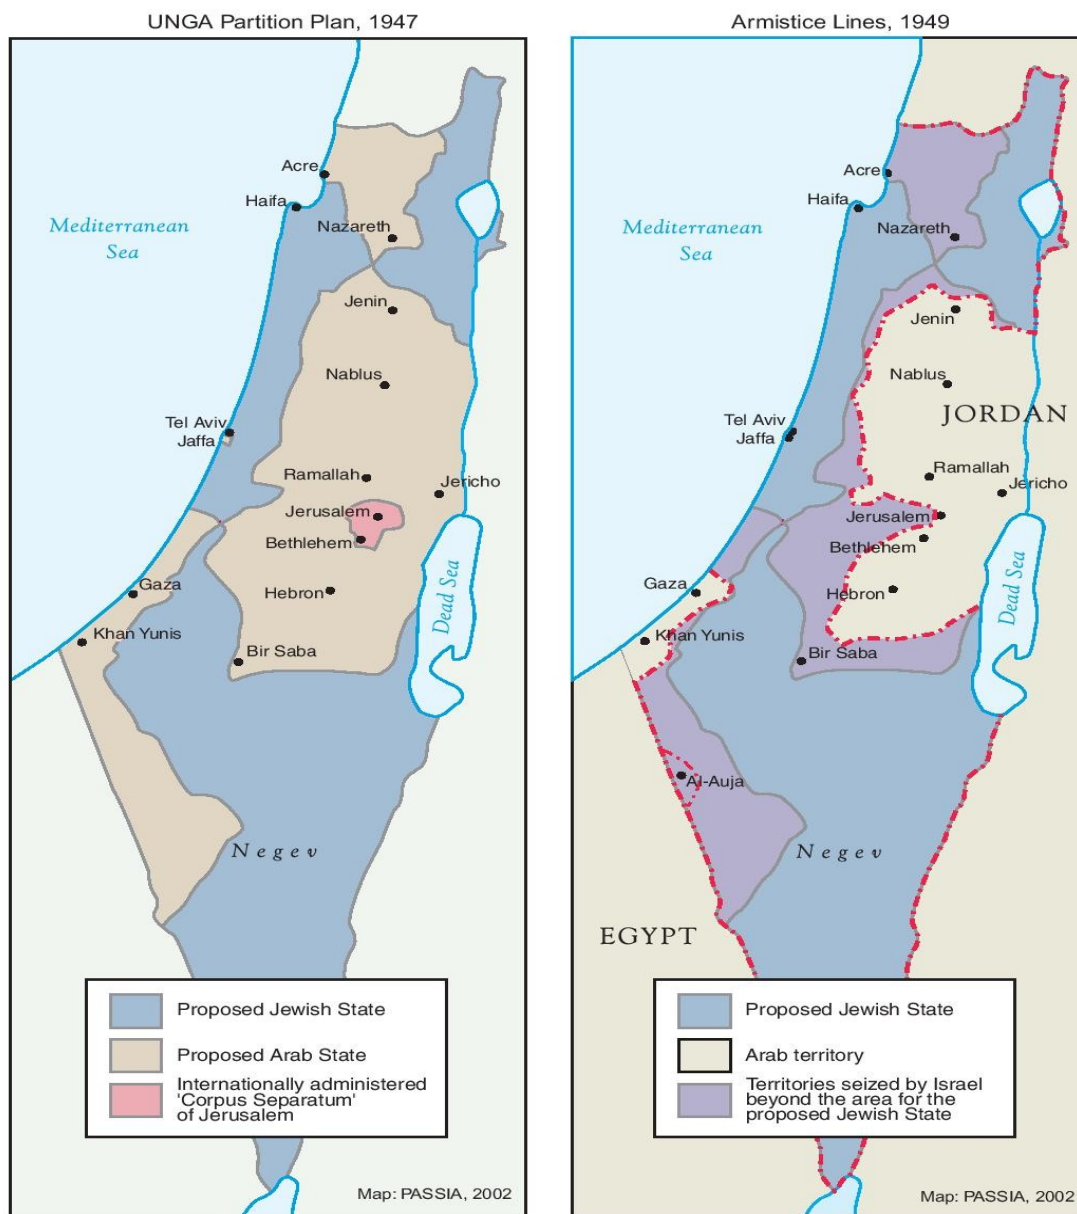 UNGA Partition Plan, 1947
Acre
Haifa
Mediterranean
Sea
Nazareth
Jenin
Nablus
Tel Aviv
Jaffa
Ramallah
Jericho
Jerusalem
Bethlehem
Gaza
Hebron
Dead Sea
Khan Yunis
Bir Saba
Negev
Proposed Jewish State
Proposed Arab State
Internationally administered
'Corpus Separatum'
of Jerusalem
Map: PASSIA, 2002
Armistice Lines, 1949
Acre
Haifa
Mediterranean
Sea
Nazareth
Jenin
Nablus
JORDAN
Tel Aviv
Jaffa
Ramallah
Jericho
Jerusalem
Bethlehem
Gaza
Hebron
Dead Sea
Khan Yunis
Bir Saba
Al-Auja
Negev
EGYPT
Proposed Jewish State
Arab territory
Territories seized by Israel
beyond the area for the
proposed Jewish State
Map: PASSIA, 2002